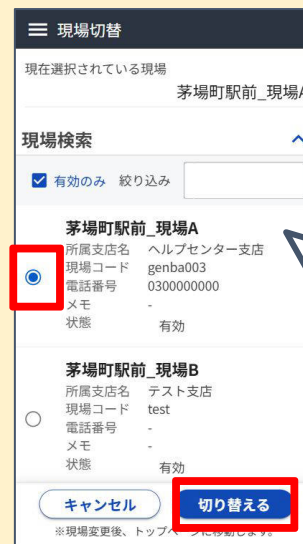 現場切替
現在選択されている現場
茅場町駅前_現場A
現場検索
有効のみ 絞り込み
茅場町駅前_現場A
所属支店名 ヘルプセンター支店
現場コード genba003
電話番号 0300000000
メモ -
状態 有効
茅場町駅前_現場B
所属支店名 テスト支店
現場コード test
電話番号 -
メモ -
状態 有効
キャンセル 切り替える
※現場変更後、トップページに移動します。